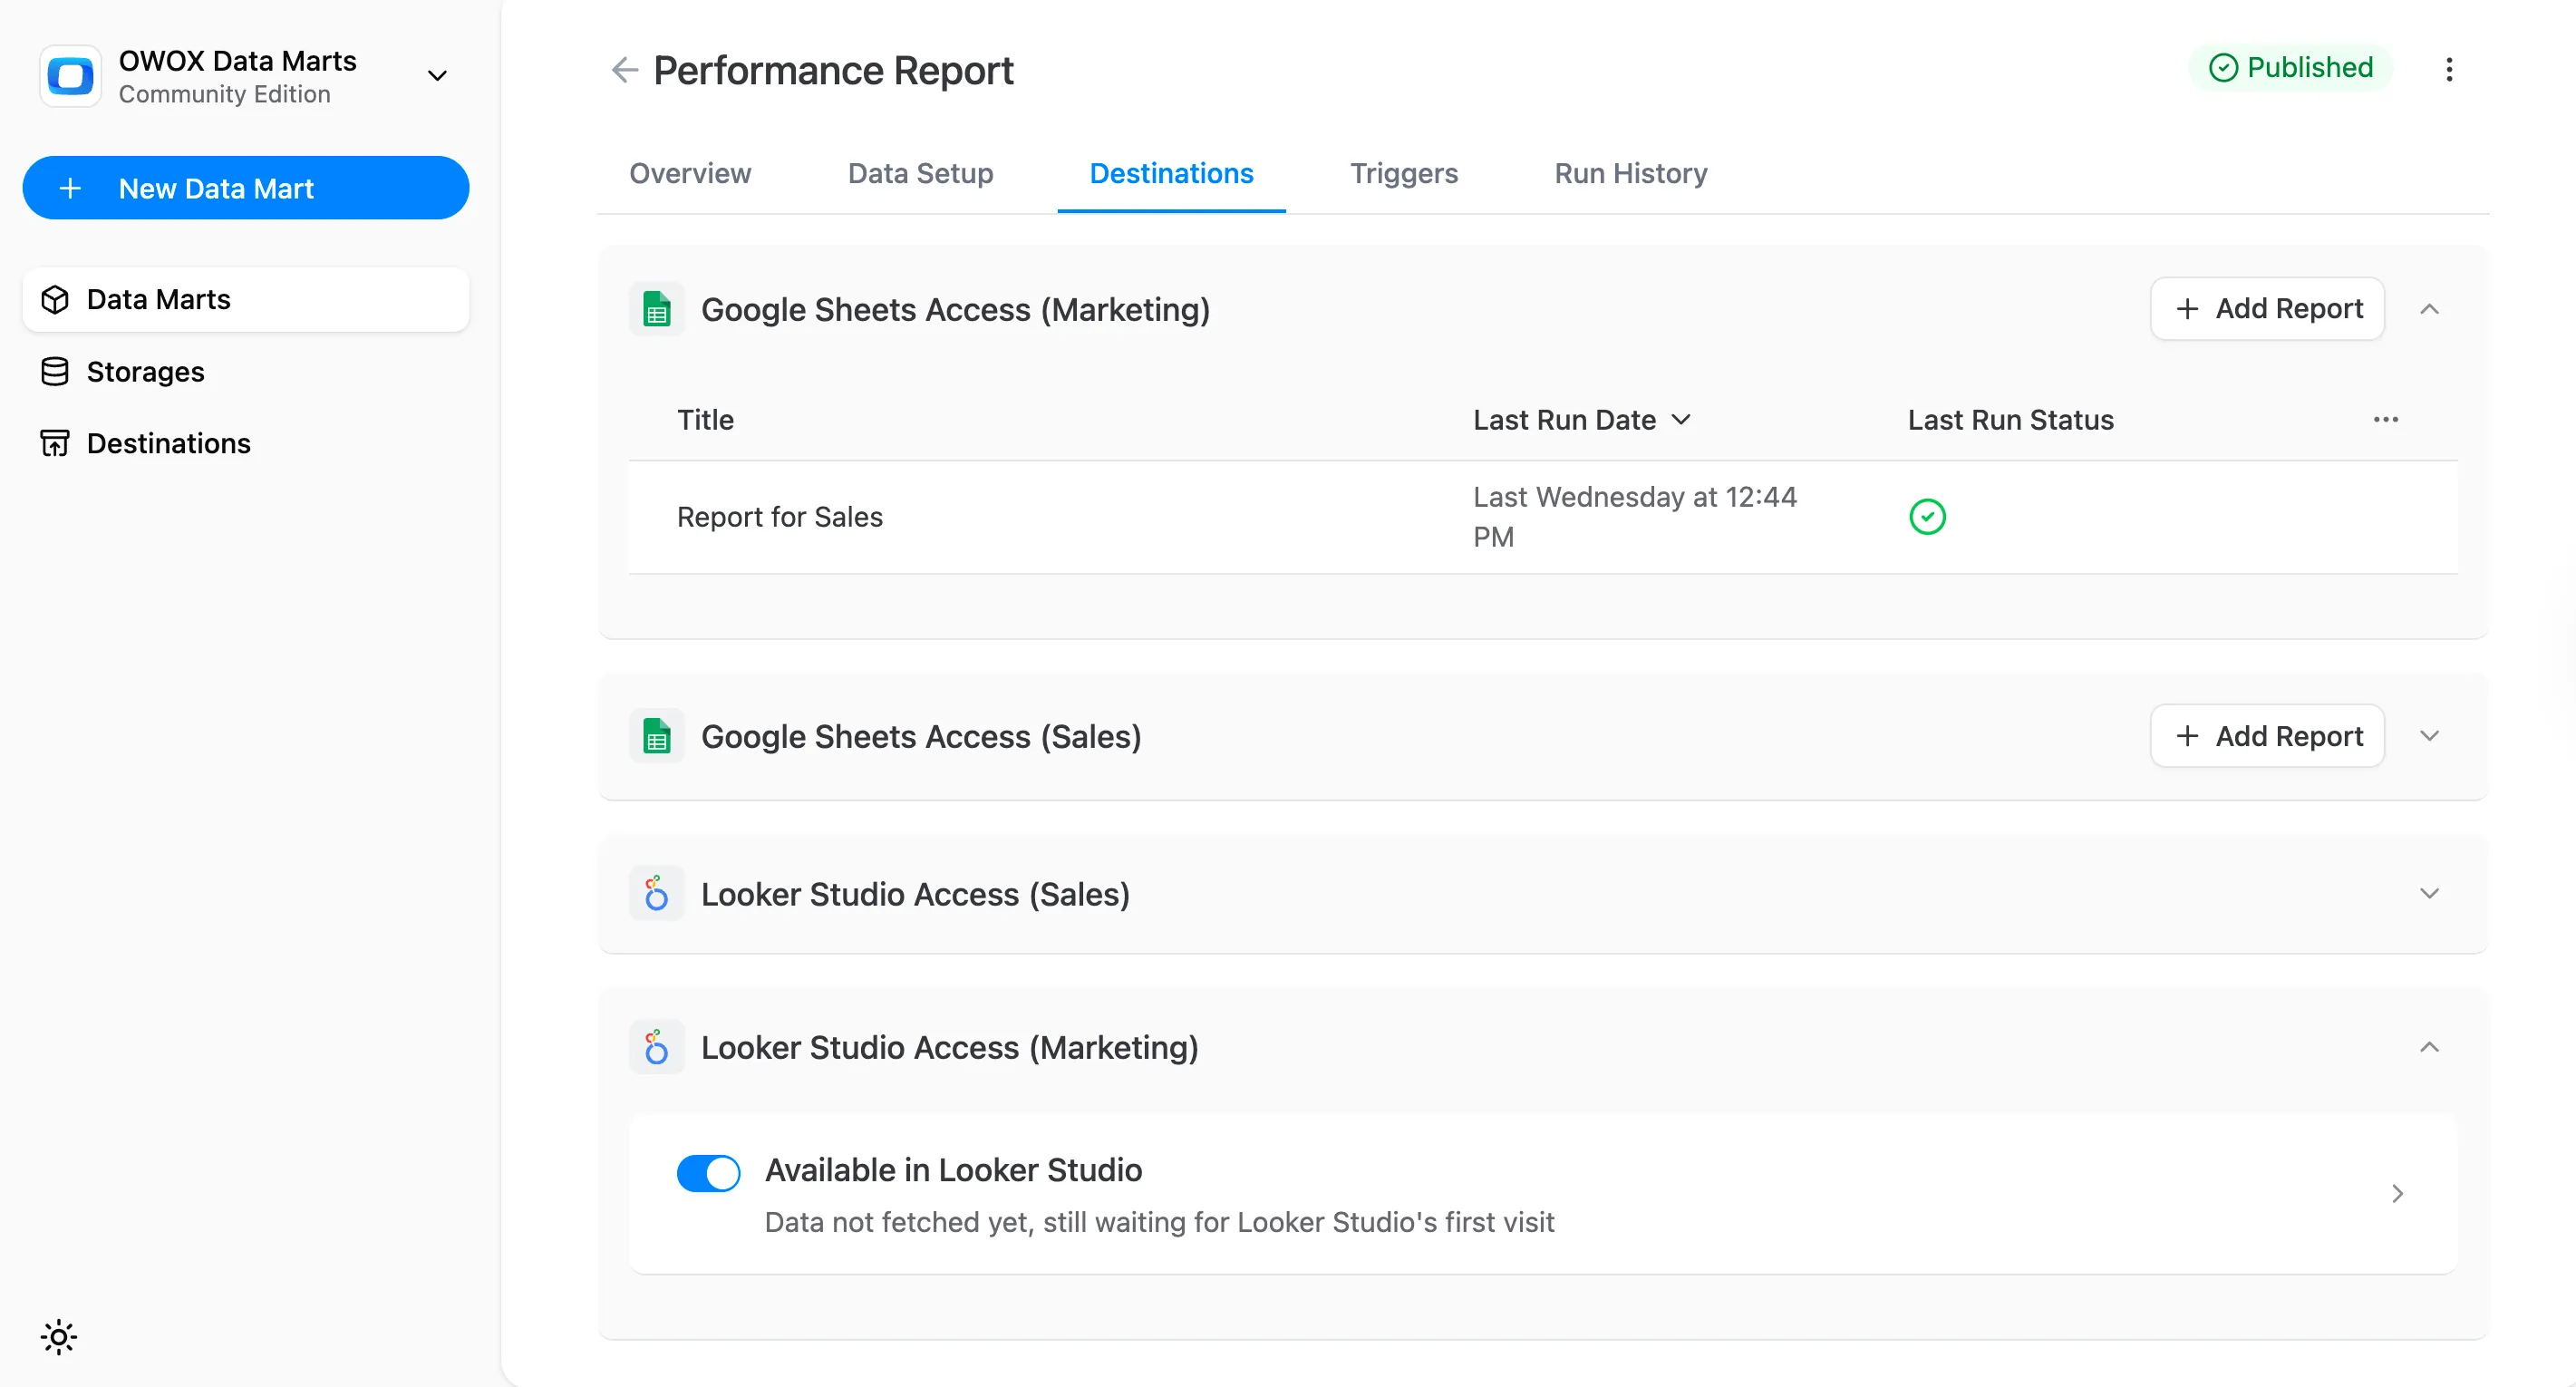 OWOX Data Marts
Community Edition
New Data Mart
Data Marts
Storages
Destinations
Performance Report
Published
Overview
Data Setup
Destinations
Triggers
Run History
Google Sheets Access (Marketing)
Add Report
Title
Last Run Date
Last Run Status
Report for Sales
Last Wednesday at 12:44
PM
Google Sheets Access (Sales)
Add Report
Looker Studio Access (Sales)
Looker Studio Access (Marketing)
Available in Looker Studio
Data not fetched yet, still waiting for Looker Studio's first visit